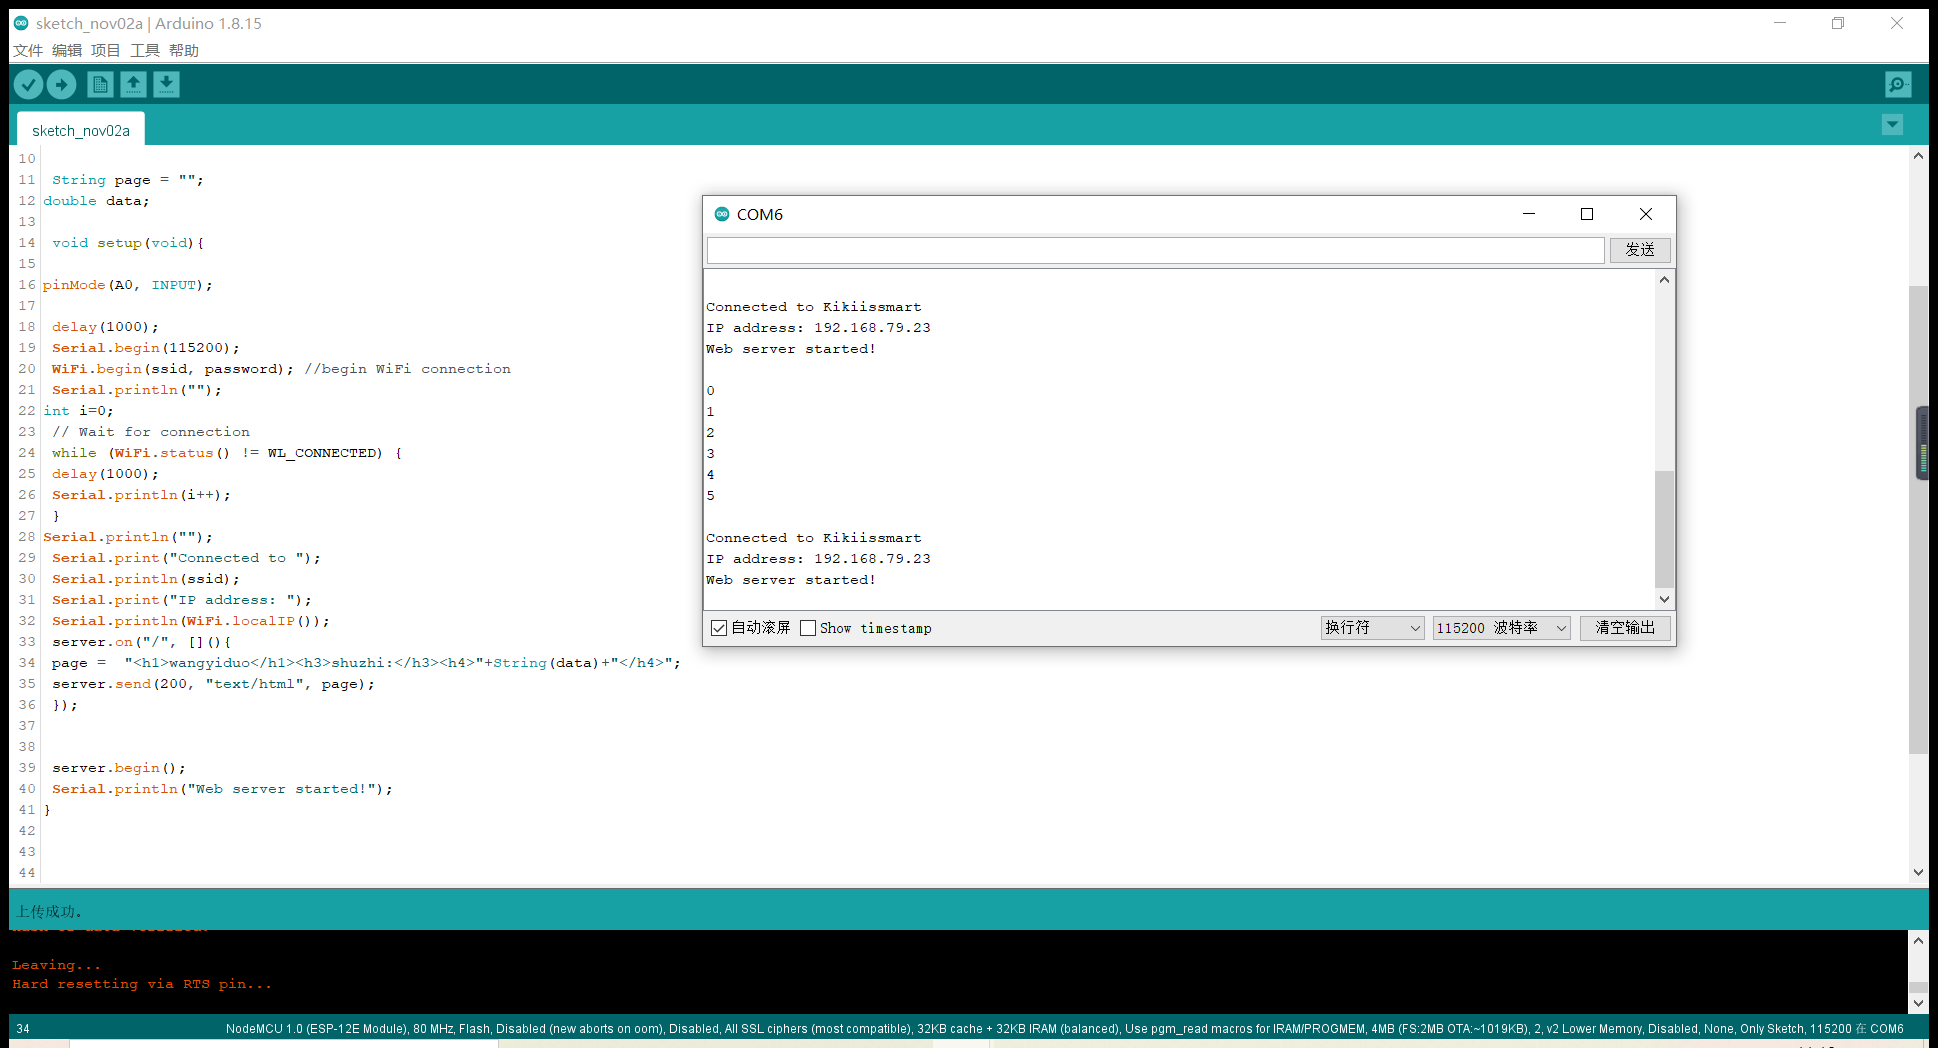 sketch_nov02a | Arduino 1.8.15
文件 编辑 项目 工具 帮助
sketch_nov02a
10
11 String page = "";
12 double data;
13
14 void setup(void){
15
16 pinMode(A0, INPUT);
17
18 delay(1000);
19 Serial.begin(115200);
20 WiFi.begin(ssid, password); //begin WiFi connection
21 Serial.println("");
22 int i=0;
23 // Wait for connection
24 while (WiFi.status() != WL_CONNECTED) {
25 delay(1000);
26 Serial.println(i++);
27 }
28 Serial.println("");
29 Serial.print("Connected to ");
30 Serial.println(ssid);
31 Serial.print("IP address: ");
32 Serial.println(WiFi.localIP());
33 server.on("/", [](){
34 page =  "<h1>wangyiduo</h1><h3>shuzhi:</h3><h4>"+String(data)+"</h4>";
35 server.send(200, "text/html", page);
36 });
37
38
39 server.begin();
40 Serial.println("Web server started!");
41 }
42
43
44
COM6
发送
Connected to Kikiissmart
IP address: 192.168.79.23
Web server started!
0
1
2
3
4
5
Connected to Kikiissmart
IP address: 192.168.79.23
Web server started!
自动滚屏 Show timestamp 换行符 115200 波特率 清空输出
上传成功。
Leaving...
Hard resetting via RTS pin...
34 NodeMCU 1.0 (ESP-12E Module), 80 MHz, Flash, Disabled (new aborts on oom), Disabled, All SSL ciphers (most compatible), 32KB cache + 32KB IRAM (balanced), Use pgm_read macros for IRAM/PROGMEM, 4MB (FS:2MB OTA:~1019KB), 2, v2 Lower Memory, Disabled, None, Only Sketch, 115200 在 COM6